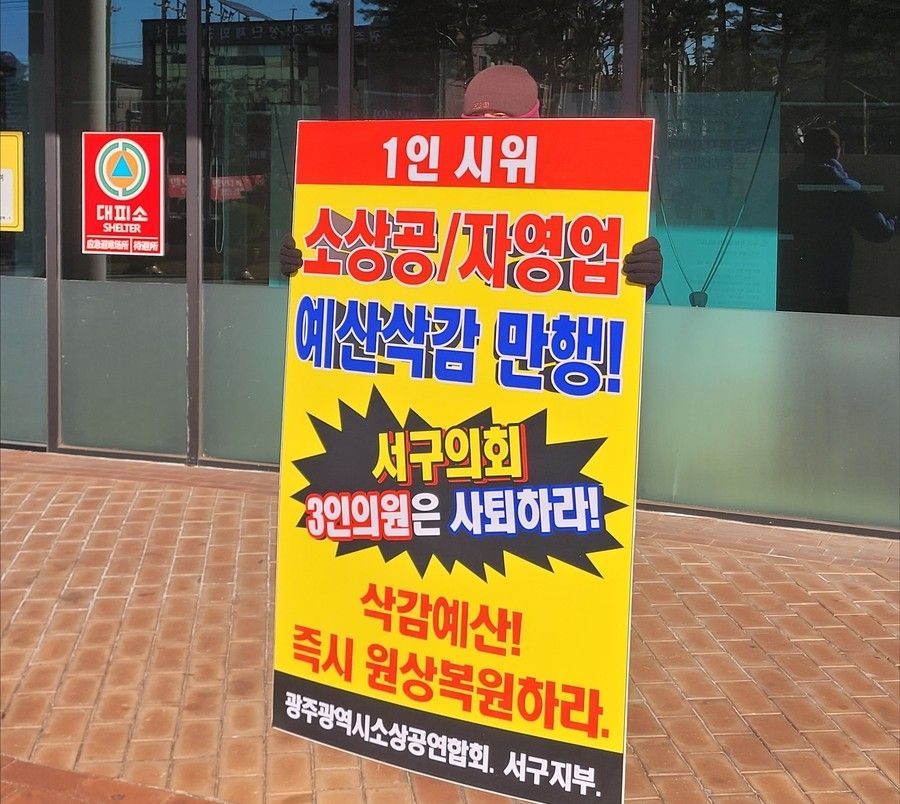 대피소
SHELTER
1인 시위
소상공/자영업
예산삭감 만행!
서구의회
3인의원은 사퇴하라!
삭감예산!
즉시 원상복원하라.
광주광역시소상공연합회. 서구지부.